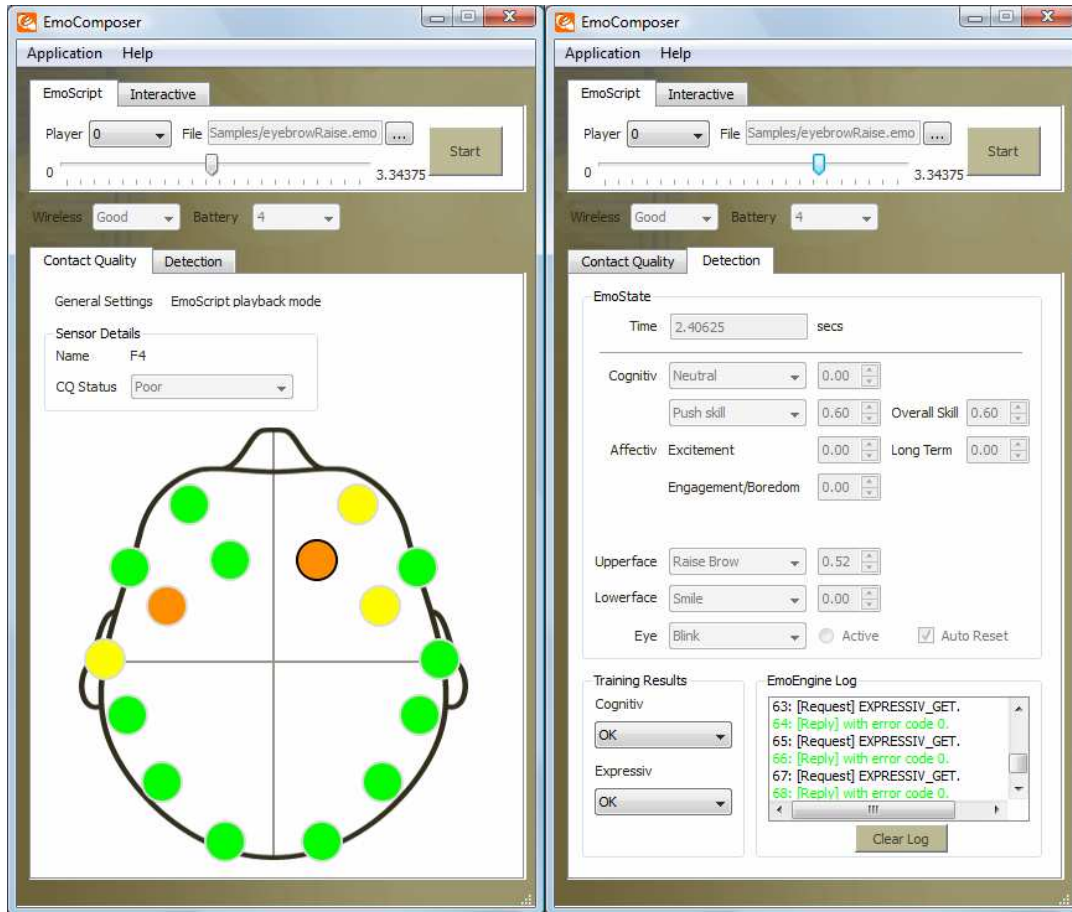 EmoComposer
Application Help
EmoScript Interactive
Player 0 File Samples/eyebrowRaise.emo ... Start
0 3.34375
Wireless Good Battery 4
Contact Quality Detection
General Settings EmoScript playback mode
Sensor Details
Name F4
CQ Status Poor
EmoComposer
Application Help
EmoScript Interactive
Player 0 File Samples/eyebrowRaise.emo ... Start
0 3.34375
Wireless Good Battery 4
Contact Quality Detection
EmoState
Time 2.40625 secs
Cognitiv Neutral 0.00
Push skill 0.60 Overall Skill 0.60
Affectiv Excitement 0.00 Long Term 0.00
Engagement/Boredom 0.00
Upperface Raise Brow 0.52
Lowerface Smile 0.00
Eye Blink Active Auto Reset
Training Results
Cognitiv
OK
Expressiv
OK
EmoEngine Log
63: [Request] EXPRESSIV_GET.
64: [Reply] with error code 0.
65: [Request] EXPRESSIV_GET.
66: [Reply] with error code 0.
67: [Request] EXPRESSIV_GET.
68: [Reply] with error code 0.
Clear Log